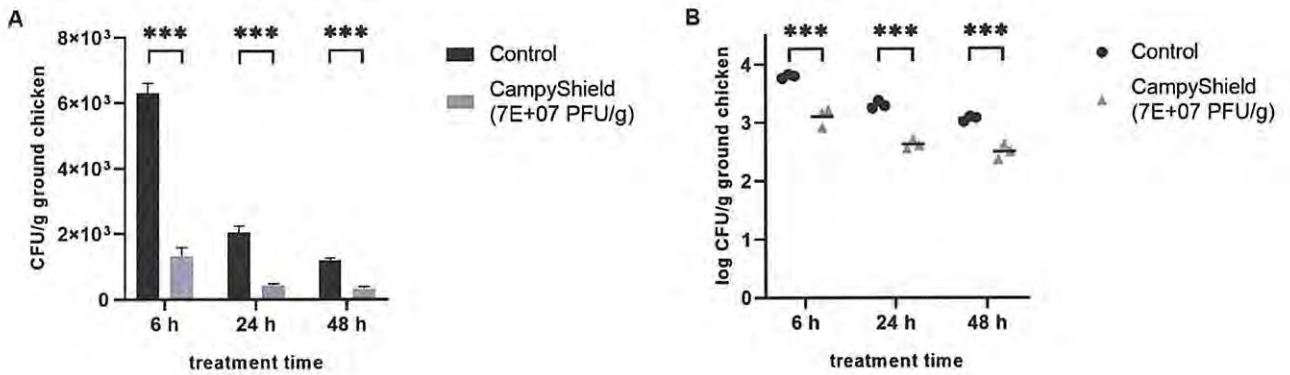 A
*** *** ***
8×10³
6×10³
4×10³
2×10³
0
CFU/g ground chicken
6 h 24 h 48 h
treatment time
Control
CampyShield
(7E+07 PFU/g)
B
*** *** ***
4
3
2
1
0
log CFU/g ground chicken
6 h 24 h 48 h
treatment time
Control
CampyShield
(7E+07 PFU/g)